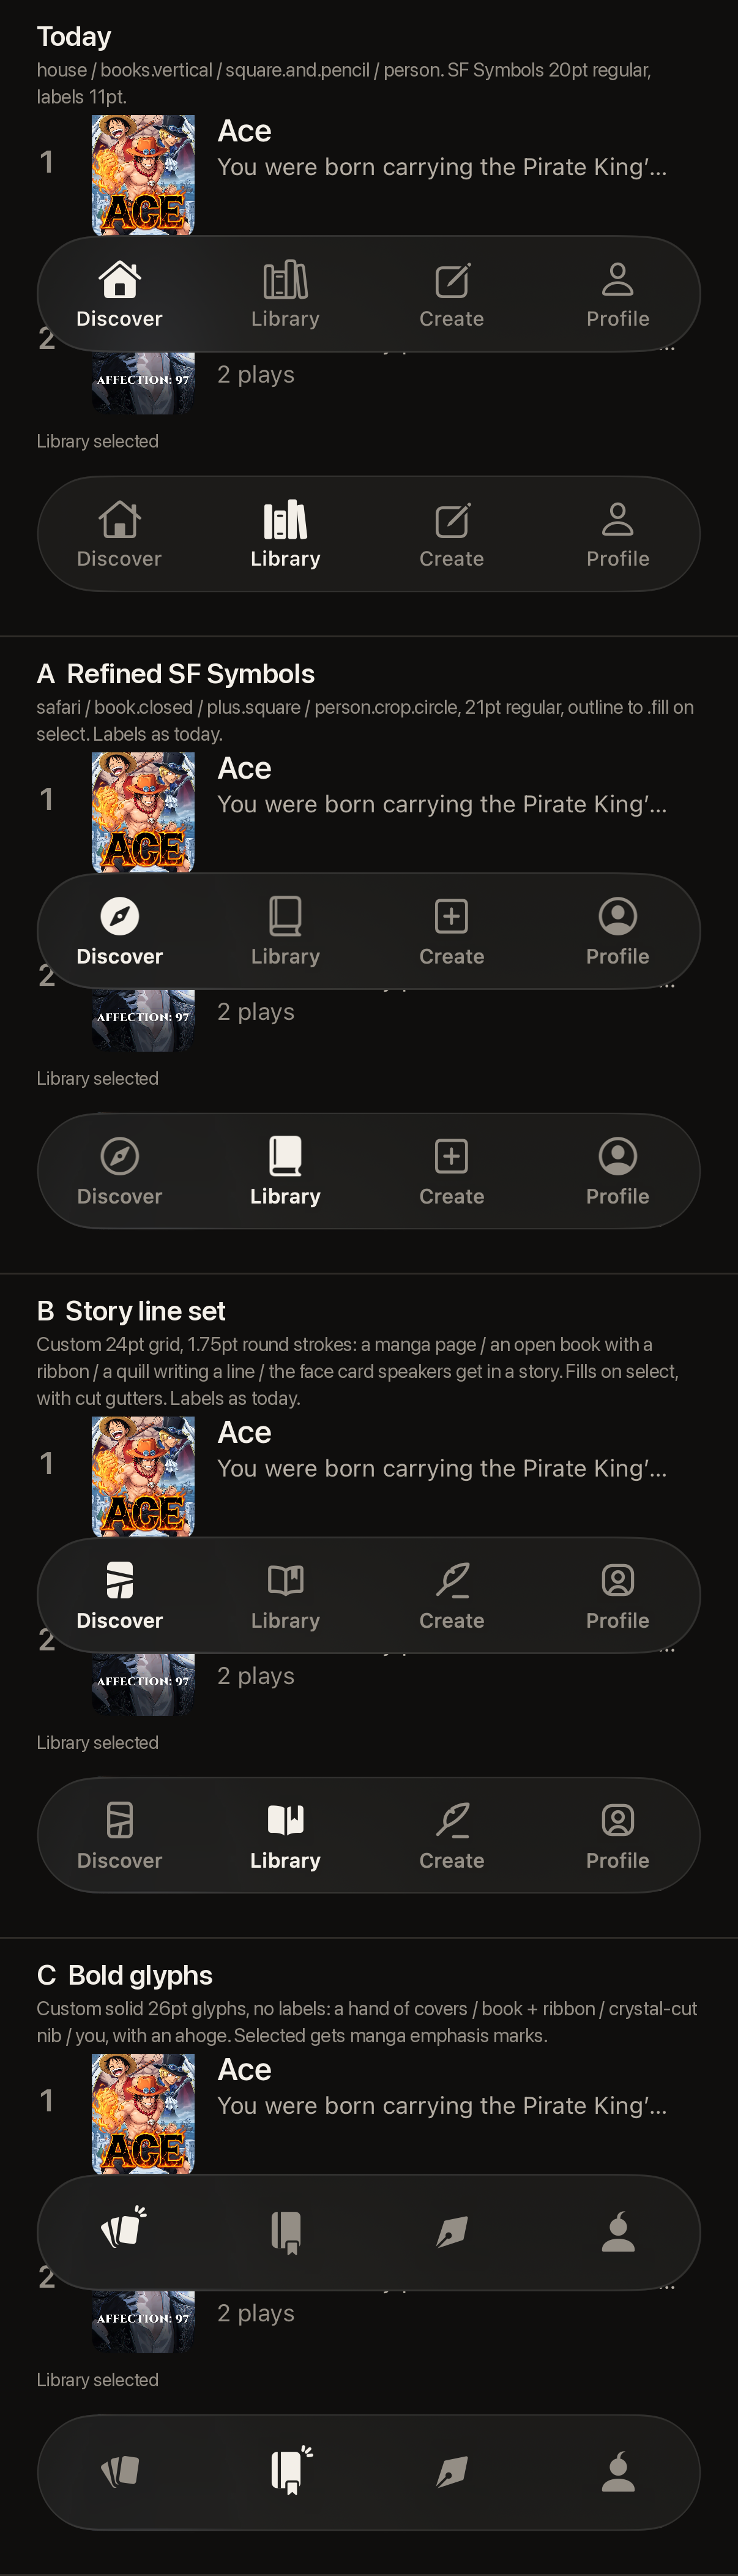 Today
house / books.vertical / square.and.pencil / person. SF Symbols 20pt regular,
labels 11pt.
1
ACE
Ace
You were born carrying the Pirate King’...
Discover
Library
Create
Profile
2
...
AFFECTION: 97
2 plays
Library selected
Discover
Library
Create
Profile
A Refined SF Symbols
safari / book.closed / plus.square / person.crop.circle, 21pt regular, outline to .fill on
select. Labels as today.
1
ACE
Ace
You were born carrying the Pirate King’...
Discover
Library
Create
Profile
2
...
AFFECTION: 97
2 plays
Library selected
Discover
Library
Create
Profile
B Story line set
Custom 24pt grid, 1.75pt round strokes: a manga page / an open book with a
ribbon / a quill writing a line / the face card speakers get in a story. Fills on select,
with cut gutters. Labels as today.
1
ACE
Ace
You were born carrying the Pirate King’...
Discover
Library
Create
Profile
2
...
AFFECTION: 97
2 plays
Library selected
Discover
Library
Create
Profile
C Bold glyphs
Custom solid 26pt glyphs, no labels: a hand of covers / book + ribbon / crystal-cut
nib / you, with an ahoge. Selected gets manga emphasis marks.
1
ACE
Ace
You were born carrying the Pirate King’...
2
...
AFFECTION: 97
2 plays
Library selected